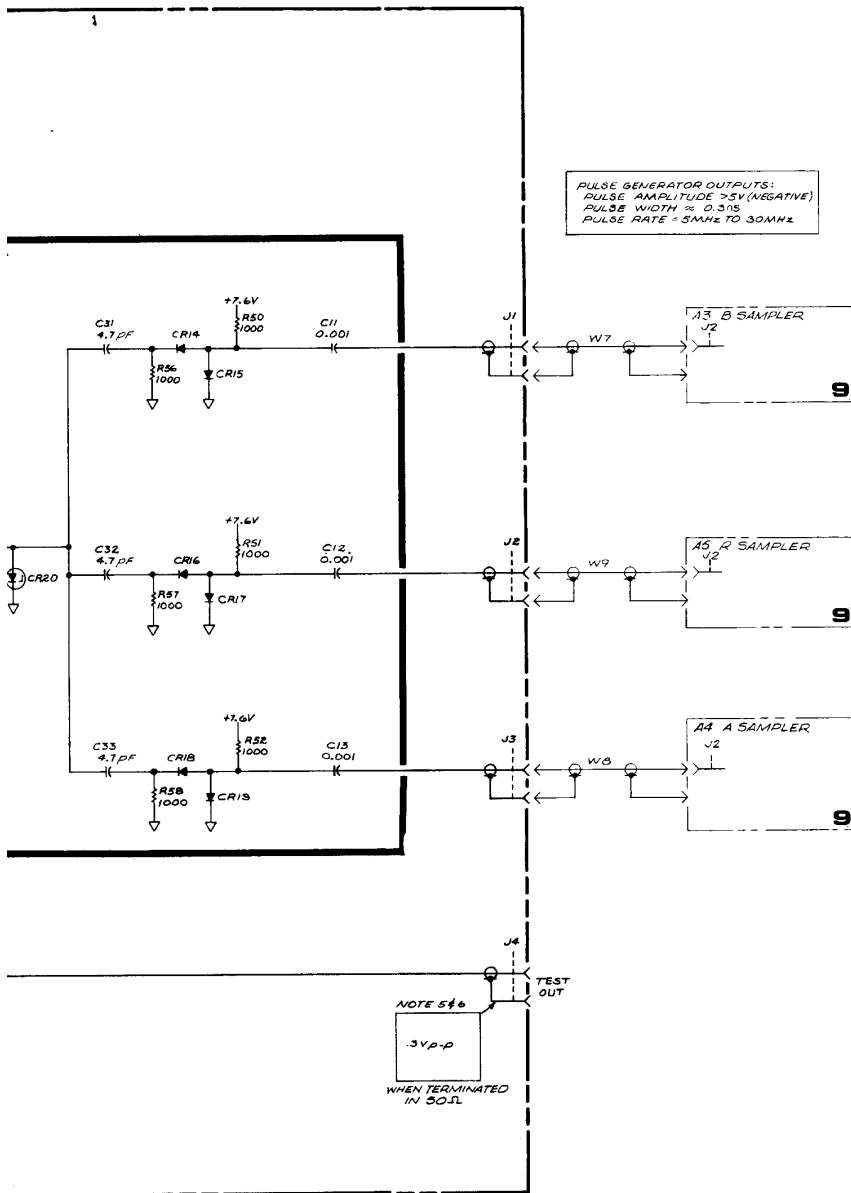 1
PULSE GENERATOR OUTPUTS:
PULSE AMPLITUDE >5V (NEGATIVE)
PULSE WIDTH ≈ 0.3ns
PULSE RATE = 5MHz TO 30MHz
+7.6V
C31
4.7pF
CR14
R50
1000
C11
0.001
J1
W7
A3 B SAMPLER
J2
R56
1000
CR15
9
+7.6V
C32
4.7pF
CR16
R51
1000
C12
0.001
J2
W9
A5 R SAMPLER
J2
CR20
R57
1000
CR17
9
+7.6V
C33
4.7pF
CR18
R52
1000
C13
0.001
J3
W8
A4 A SAMPLER
J2
R58
1000
CR19
9
J4
TEST
OUT
NOTE 5&6
.3Vp-p
WHEN TERMINATED
IN 50Ω